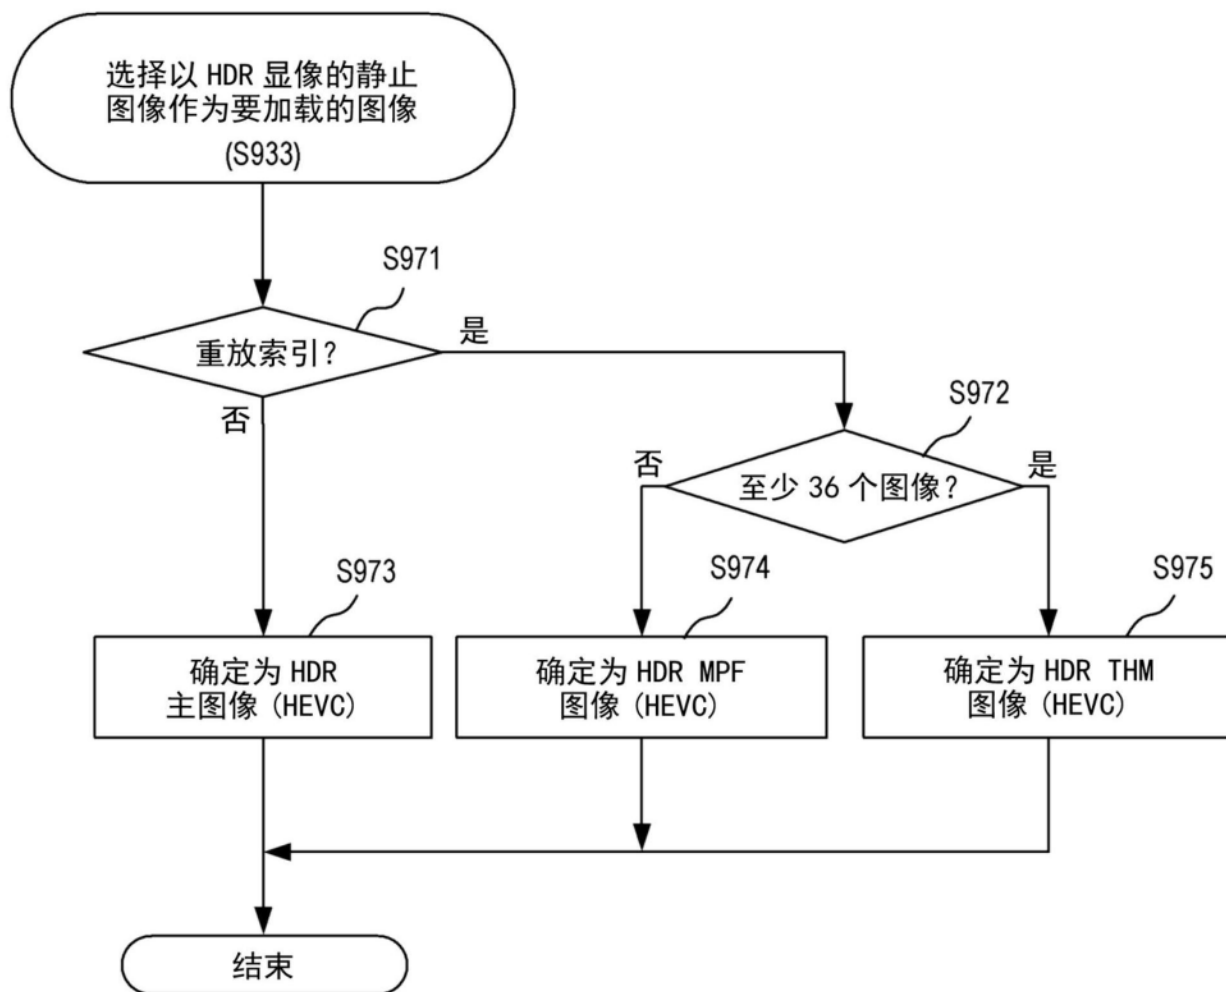 选择以 HDR 显像的静止
图像作为要加载的图像
(S933)
S971
重放索引?
是
否
S972
至少 36 个图像?
否
是
S973
确定为 HDR
主图像 (HEVC)
S974
确定为 HDR MPF
图像 (HEVC)
S975
确定为 HDR THM
图像 (HEVC)
结束